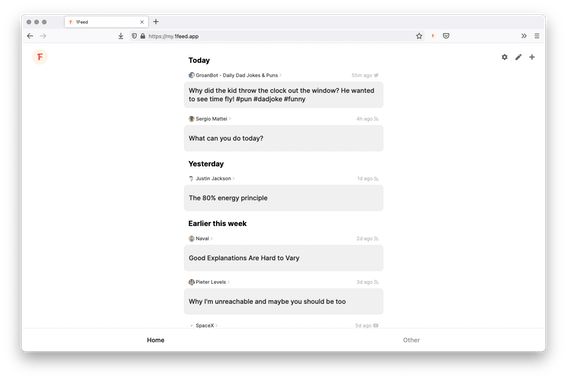 1Feed
https://my.1feed.app
1F
Today
GroanBot - Daily Dad Jokes & Puns
55m ago
Why did the kid throw the clock out the window? He wanted
to see time fly! #pun #dadjoke #funny
Sergio Mattei
4h ago
What can you do today?
Yesterday
Justin Jackson
1d ago
The 80% energy principle
Earlier this week
Naval
2d ago
Good Explanations Are Hard to Vary
Pieter Levels
3d ago
Why I'm unreachable and maybe you should be too
SpaceX
5d ago
Home
Other